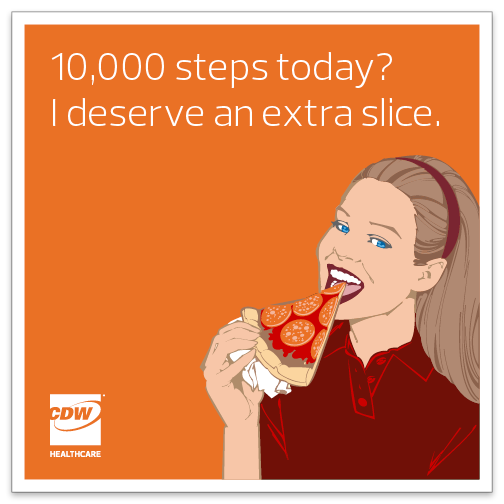 10,000 steps today?
I deserve an extra slice.
CDW
HEALTHCARE